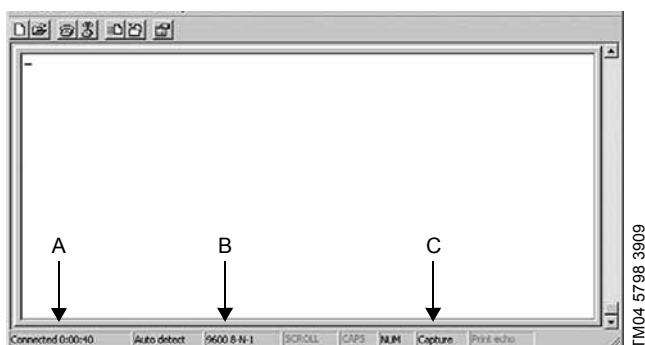 A
B
C
Connected 0:00:40 Auto detect 9600 8-N-1 SCROLL CAPS NUM Capture Print echo
TM04 5798 3909